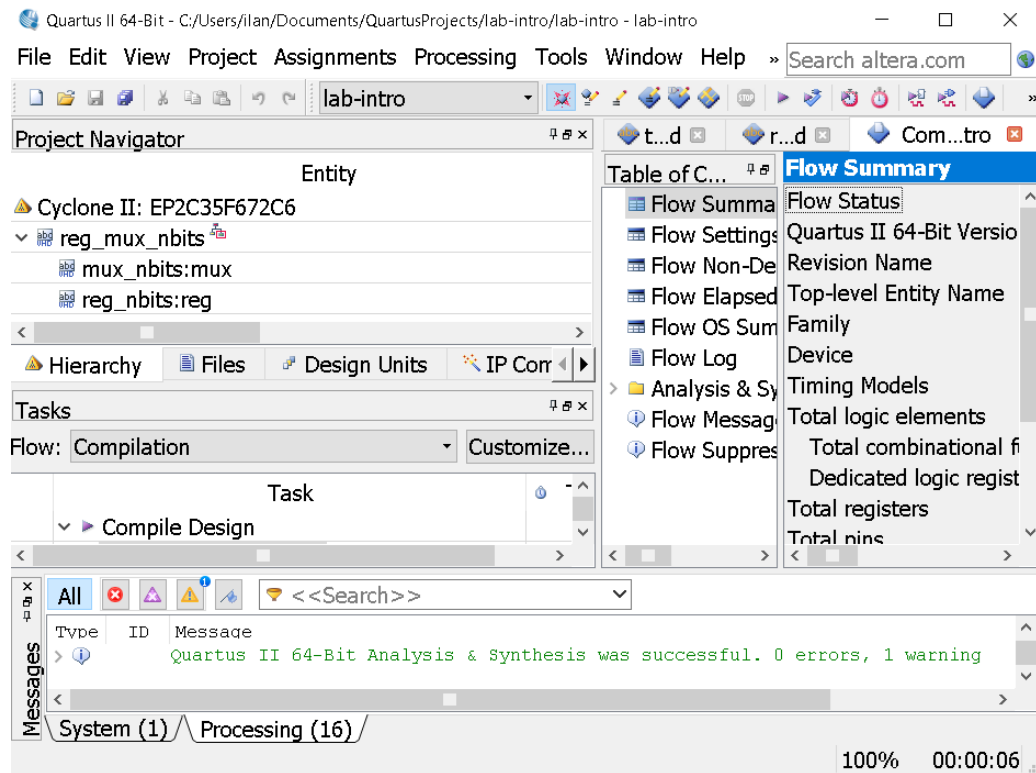 Quartus II 64-Bit - C:/Users/ilan/Documents/QuartusProjects/lab-intro/lab-intro - lab-intro
File Edit View Project Assignments Processing Tools Window Help » Search altera.com
lab-intro
STOP
»
Project Navigator
t...d
r...d
Com...tro
Entity
Cyclone II: EP2C35F672C6
reg_mux_nbits
mux_nbits:mux
reg_nbits:reg
Hierarchy Files Design Units IP Com
Table of C...
Flow Summa
Flow Settings
Flow Non-De
Flow Elapsed
Flow OS Sum
Flow Log
Analysis & Sy
Flow Messag
Flow Suppres
Flow Summary
Flow Status
Quartus II 64-Bit Versio
Revision Name
Top-level Entity Name
Family
Device
Timing Models
Total logic elements
Total combinational f
Dedicated logic regist
Total registers
Total pins
Tasks
Flow: Compilation Customize...
Task
Compile Design
Messages
All 1 <<Search>>
Type ID Message
Quartus II 64-Bit Analysis & Synthesis was successful. 0 errors, 1 warning
System (1) Processing (16)
100% 00:00:06